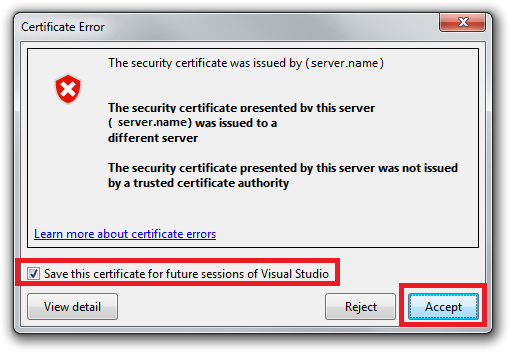 Certificate Error
The security certificate was issued by (server.name)
The security certificate presented by this server
( server.name) was issued to a
different server
The security certificate presented by this server was not issued
by a trusted certificate authority
Learn more about certificate errors
Save this certificate for future sessions of Visual Studio
View detail
Reject
Accept